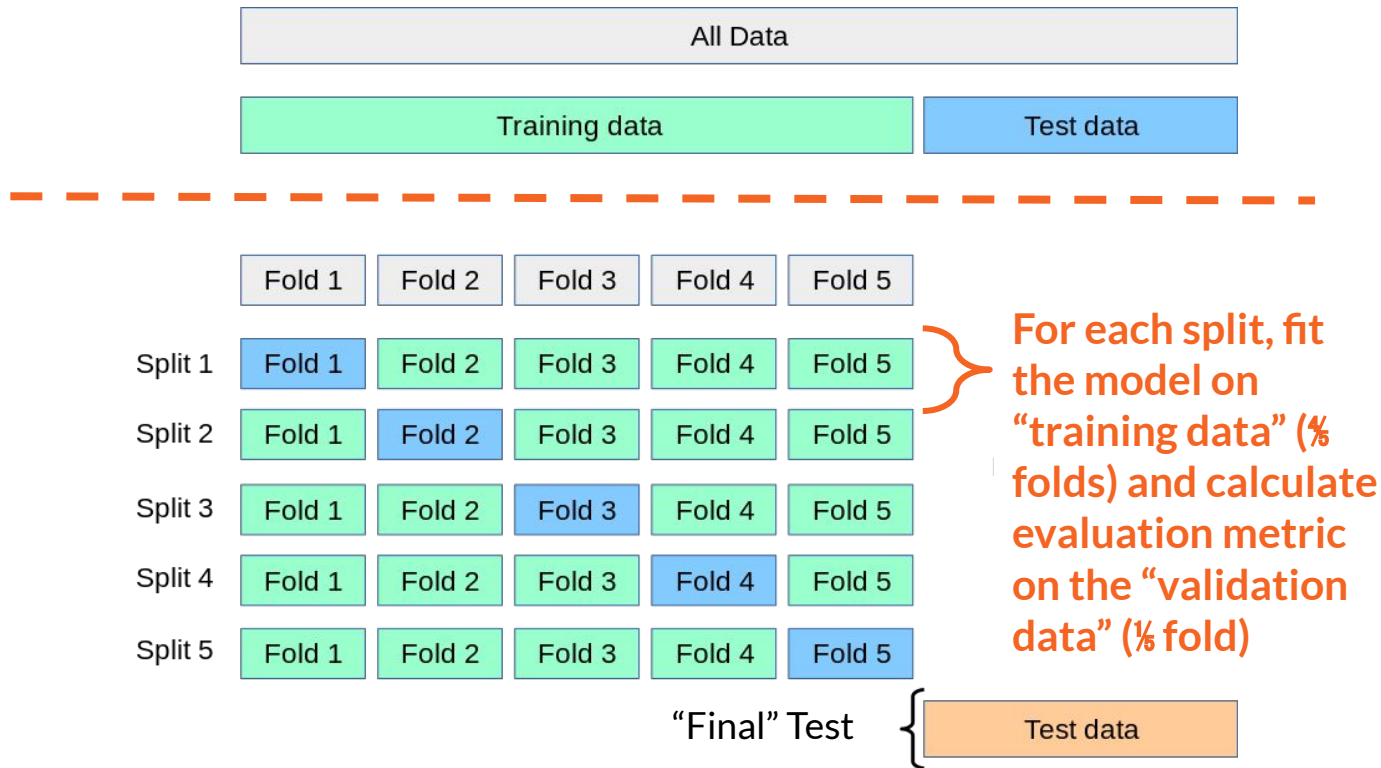 All Data
Training data Test data
Fold 1 Fold 2 Fold 3 Fold 4 Fold 5
Split 1 Fold 1 Fold 2 Fold 3 Fold 4 Fold 5
Split 2 Fold 1 Fold 2 Fold 3 Fold 4 Fold 5
Split 3 Fold 1 Fold 2 Fold 3 Fold 4 Fold 5
Split 4 Fold 1 Fold 2 Fold 3 Fold 4 Fold 5
Split 5 Fold 1 Fold 2 Fold 3 Fold 4 Fold 5
For each split, fit
the model on
“training data” (⅘
folds) and calculate
evaluation metric
on the “validation
data” (⅕ fold)
“Final” Test Test data